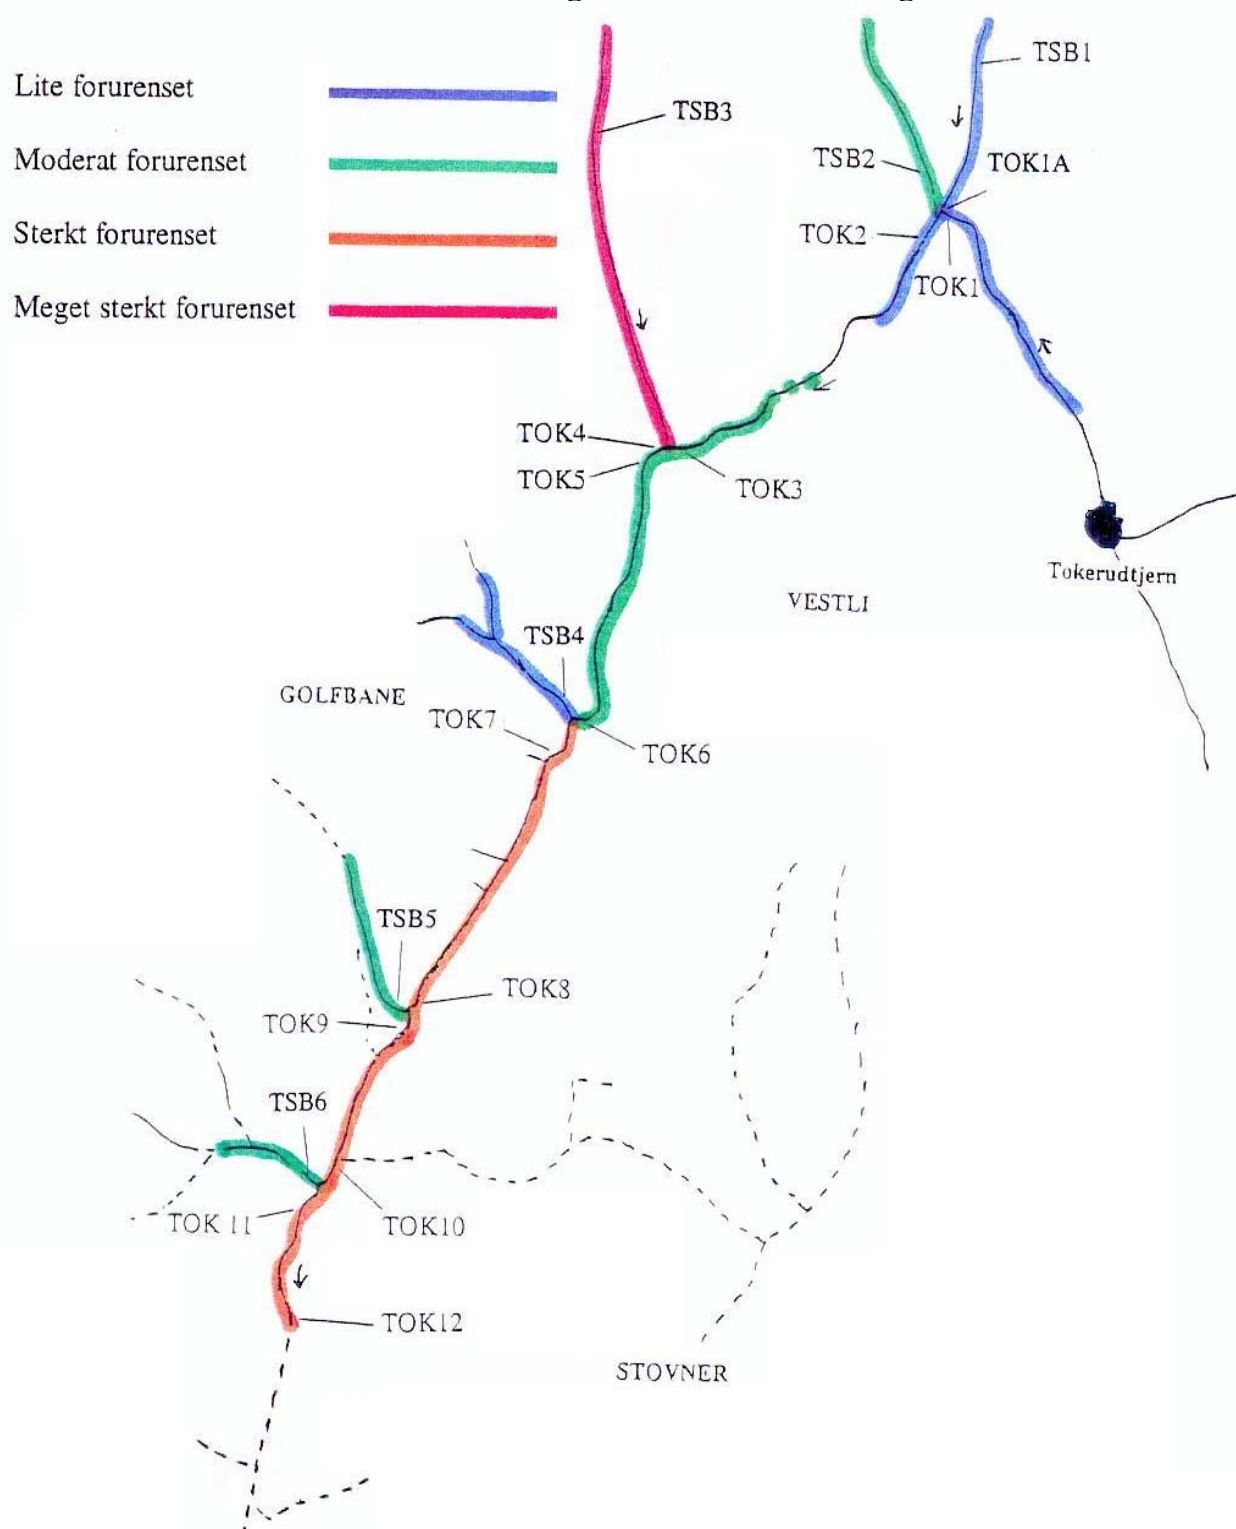 Lite forurenset
Moderat forurenset
Sterkt forurenset
Meget sterkt forurenset
TSB1
TSB3
TSB2
TOK1A
TOK2
TOK1
TOK4
TOK5
TOK3
Tokerudtjern
VESTLI
TSB4
GOLFBANE
TOK7
TOK6
TSB5
TOK8
TOK9
TSB6
TOK 11
TOK10
TOK12
STOVNER